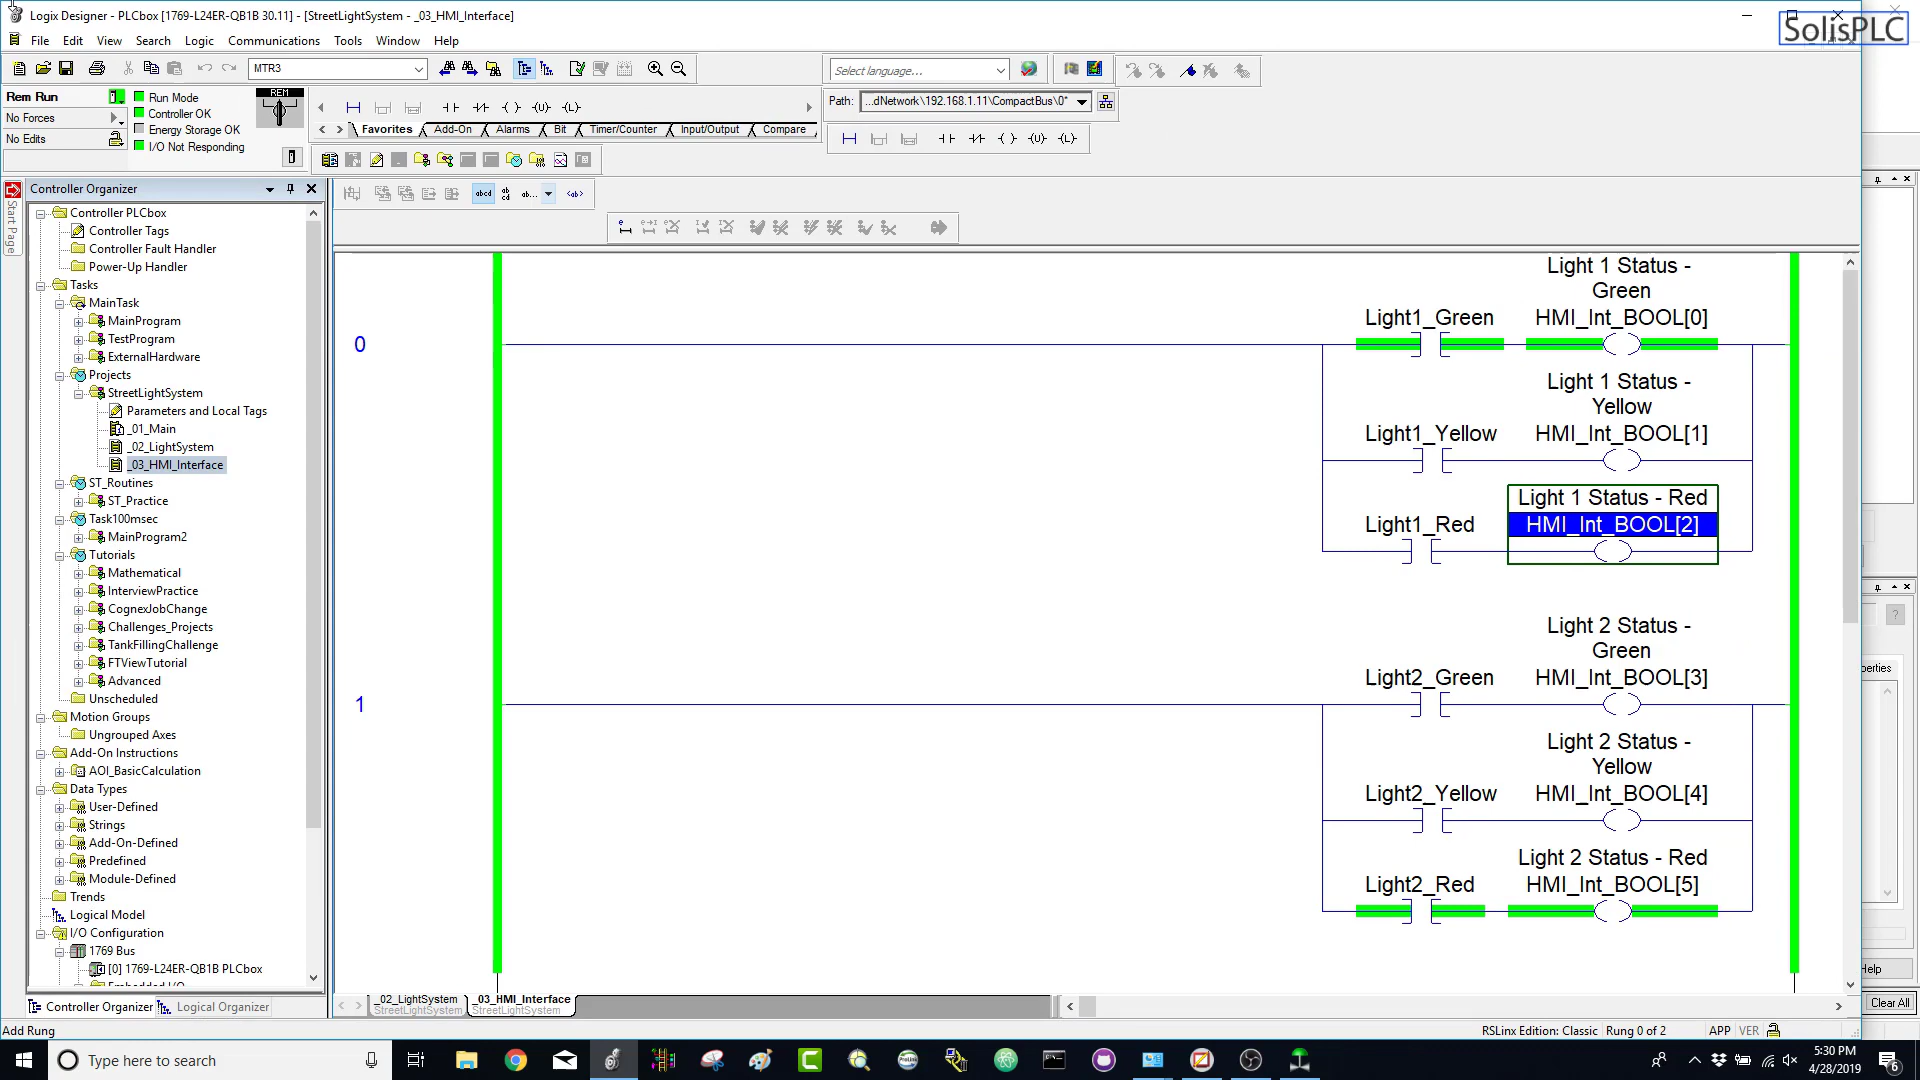 Logix Designer - PLCbox [1769-L24ER-QB1B 30.11] - [StreetLightSystem - _03_HMI_Interface]
SolisPLC
File Edit View Search Logic Communications Tools Window Help
MTR3
Select language...
Rem Run
No Forces
No Edits
Run Mode
Controller OK
Energy Storage OK
I/O Not Responding
REM
Path: ...dNetwork\192.168.1.11\CompactBus\0*
Favorites Add-On Alarms Bit Timer/Counter Input/Output Compare
Start Page
Controller Organizer
Controller PLCbox
Controller Tags
Controller Fault Handler
Power-Up Handler
Tasks
MainTask
MainProgram
TestProgram
ExternalHardware
Projects
StreetLightSystem
Parameters and Local Tags
_01_Main
_02_LightSystem
_03_HMI_Interface
ST_Routines
ST_Practice
Task100msec
MainProgram2
Tutorials
Mathematical
InterviewPractice
CognexJobChange
Challenges_Projects
TankFillingChallenge
FTViewTutorial
Advanced
Unscheduled
Motion Groups
Ungrouped Axes
Add-On Instructions
AOI_BasicCalculation
Data Types
User-Defined
Strings
Add-On-Defined
Predefined
Module-Defined
Trends
Logical Model
I/O Configuration
1769 Bus
[0] 1769-L24ER-QB1B PLCbox
Controller Organizer Logical Organizer
Light 1 Status -
Green
Light1_Green HMI_Int_BOOL[0]
0
Light 1 Status -
Yellow
Light1_Yellow HMI_Int_BOOL[1]
Light 1 Status - Red
Light1_Red HMI_Int_BOOL[2]
Light 2 Status -
Green
Light2_Green HMI_Int_BOOL[3]
1
Light 2 Status -
Yellow
Light2_Yellow HMI_Int_BOOL[4]
Light 2 Status - Red
Light2_Red HMI_Int_BOOL[5]
_02_LightSystem
StreetLightSystem
_03_HMI_Interface
StreetLightSystem
erties
Help
Clear All
Add Rung
RSLinx Edition: Classic Rung 0 of 2 APP VER
Type here to search
5:30 PM
4/28/2019
6